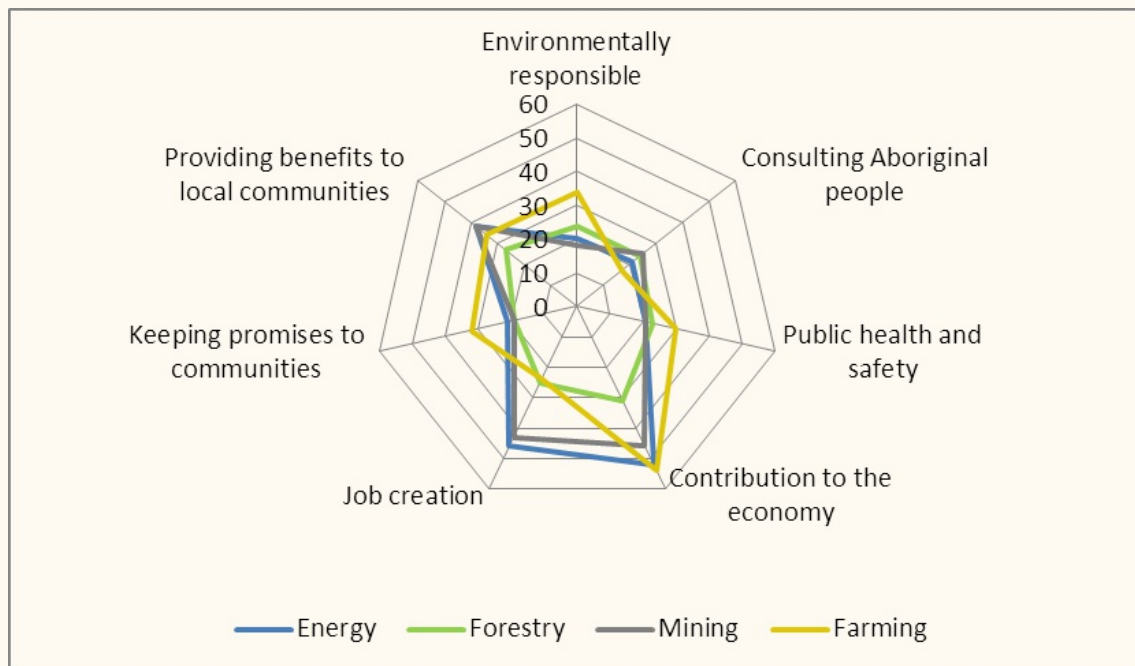 Environmentally
responsible
60
50
40
30
20
10
0
Consulting Aboriginal
people
Public health and
safety
Contribution to the
economy
Job creation
Keeping promises to
communities
Providing benefits to
local communities
Energy Forestry Mining Farming